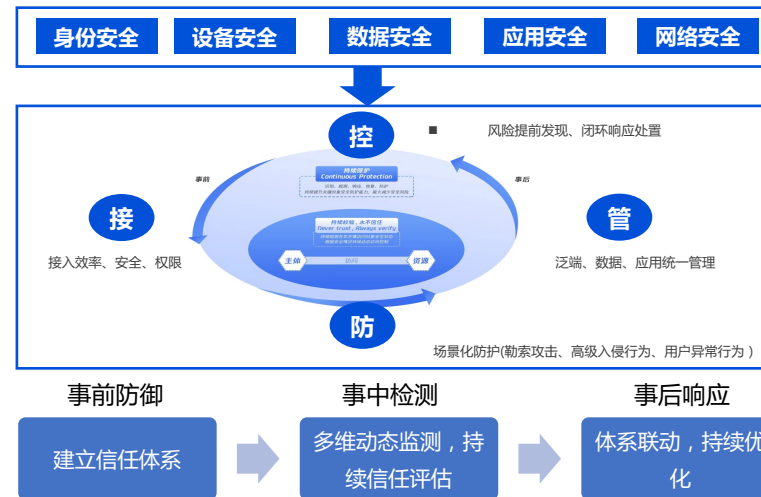 身份安全
设备安全
数据安全
应用安全
网络安全
控
■ 风险提前发现、闭环响应处置
事前
持续保护
Continuous Protection
事后
接
接入效率、安全、权限
持续校验，永不信任
Never trust, Always verify
主体
访问
资源
管
泛端、数据、应用统一管理
防
场景化防护(勒索攻击、高级入侵行为、用户异常行为）
事前防御
事中检测
事后响应
建立信任体系
多维动态监测，持
续信任评估
体系联动，持续优
化